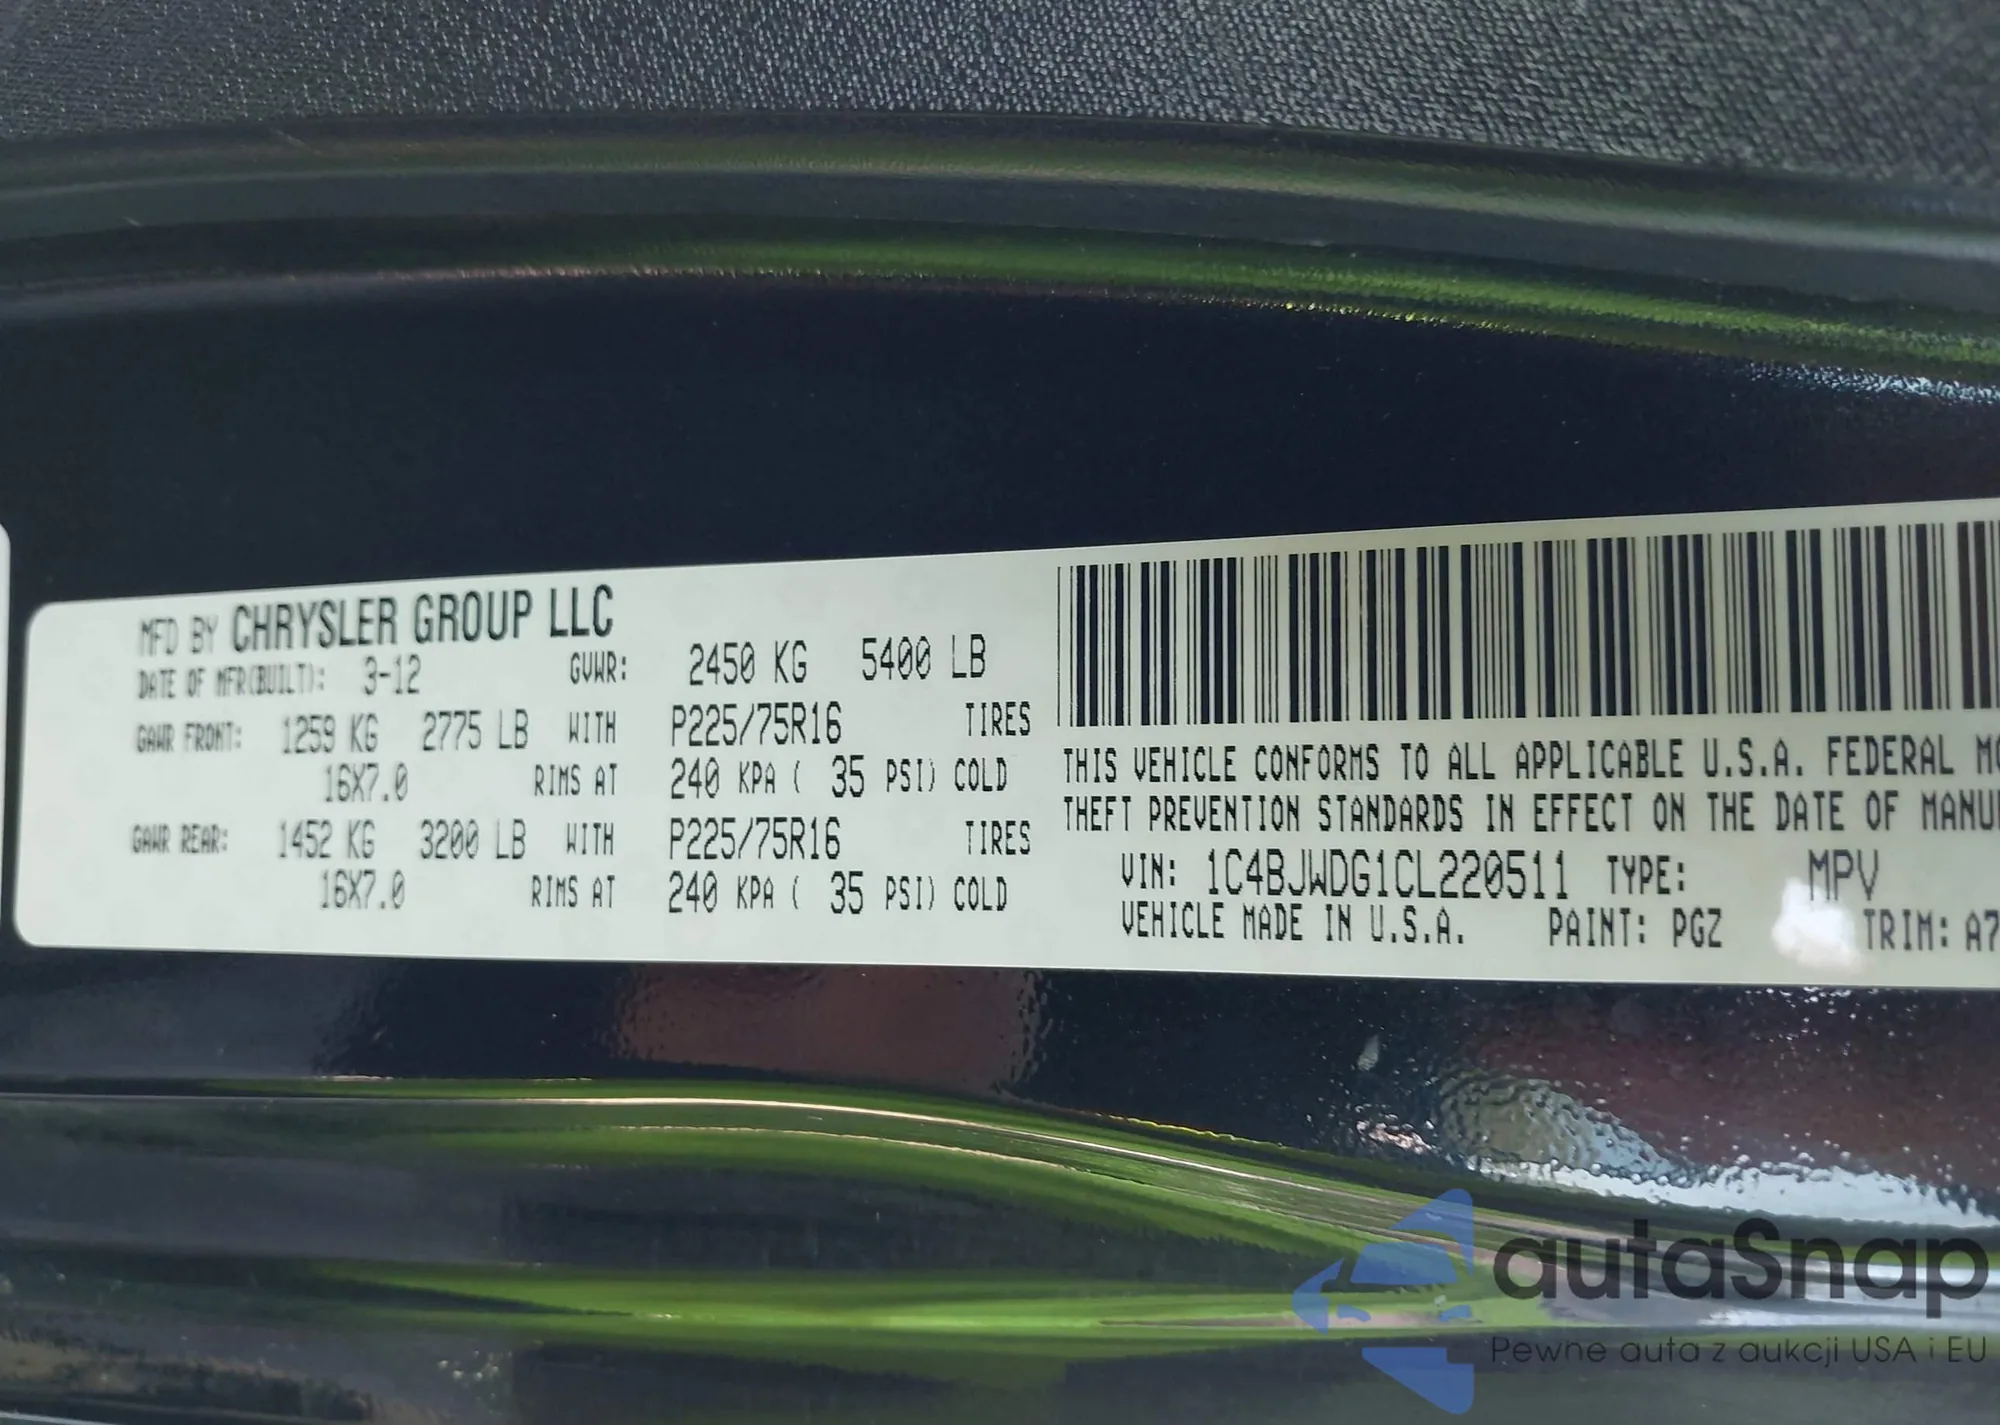 MFD BY CHRYSLER GROUP LLC
DATE OF MFR(BUILT): 3-12 GVWR: 2450 KG 5400 LB
GAWR FRONT: 1259 KG 2775 LB WITH P225/75R16 TIRES
16X7.0 RIMS AT 240 KPA ( 35 PSI) COLD
GAWR REAR: 1452 KG 3200 LB WITH P225/75R16 TIRES
16X7.0 RIMS AT 240 KPA ( 35 PSI) COLD
THIS VEHICLE CONFORMS TO ALL APPLICABLE U.S.A. FEDERAL MO
THEFT PREVENTION STANDARDS IN EFFECT ON THE DATE OF MANU
VIN: 1C4BJWDG1CL220511 TYPE: MPV
VEHICLE MADE IN U.S.A. PAINT: PGZ TRIM: A7
autaSnap
Pewne auta z aukcji USA i EU